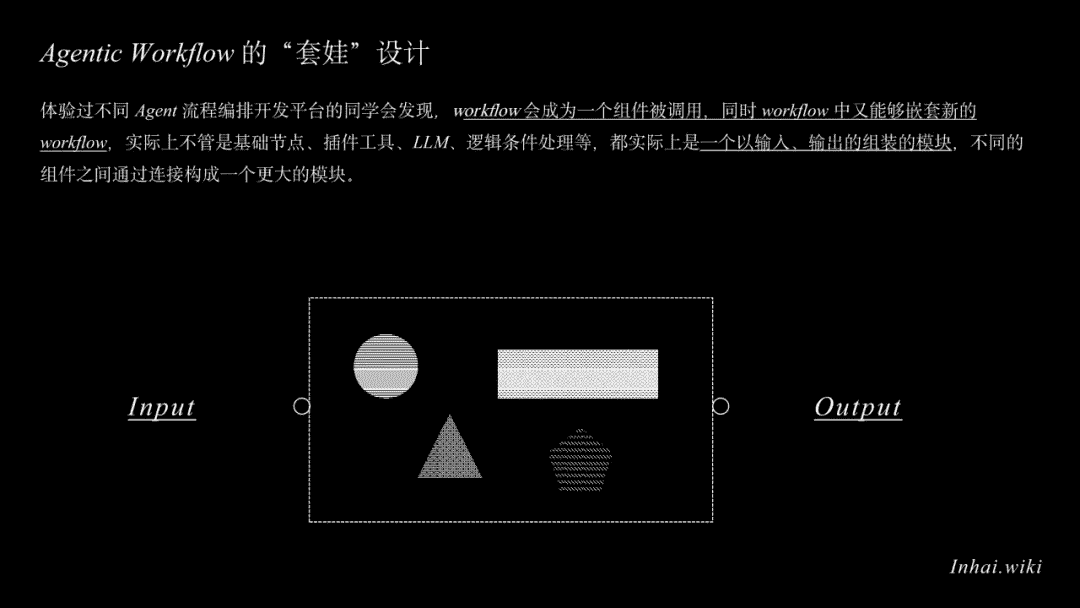 Agentic Workflow 的“套娃”设计
体验过不同 Agent 流程编排开发平台的同学会发现，workflow 会成为一个组件被调用，同时 workflow 中又能够嵌套新的
workflow，实际上不管是基础节点、插件工具、LLM、逻辑条件处理等，都实际上是一个以输入、输出的组装的模块，不同的
组件之间通过连接构成一个更大的模块。
Input
Output
Inhai.wiki